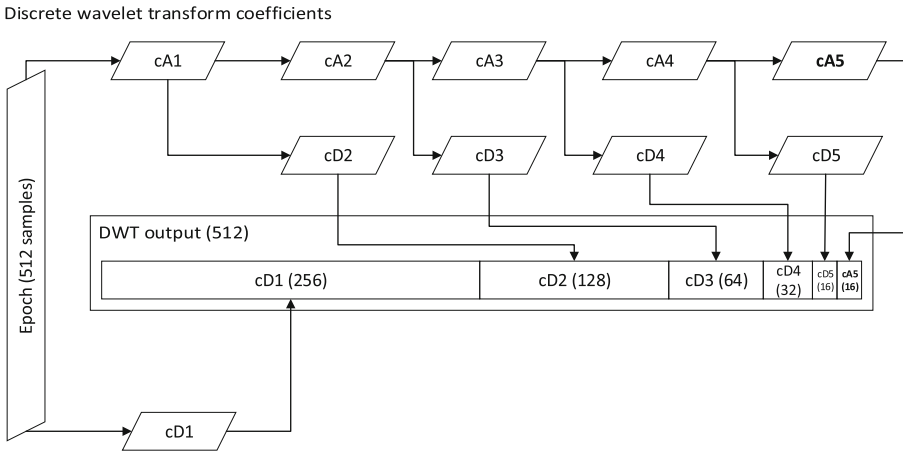 Discrete wavelet transform coefficients
cA1
cA2
cA3
cA4
cA5
cD2
cD3
cD4
cD5
Epoch (512 samples)
DWT output (512)
cD1 (256)
cD2 (128)
cD3 (64)
cD4
(32)
cD5
(16)
cA5
(16)
cD1